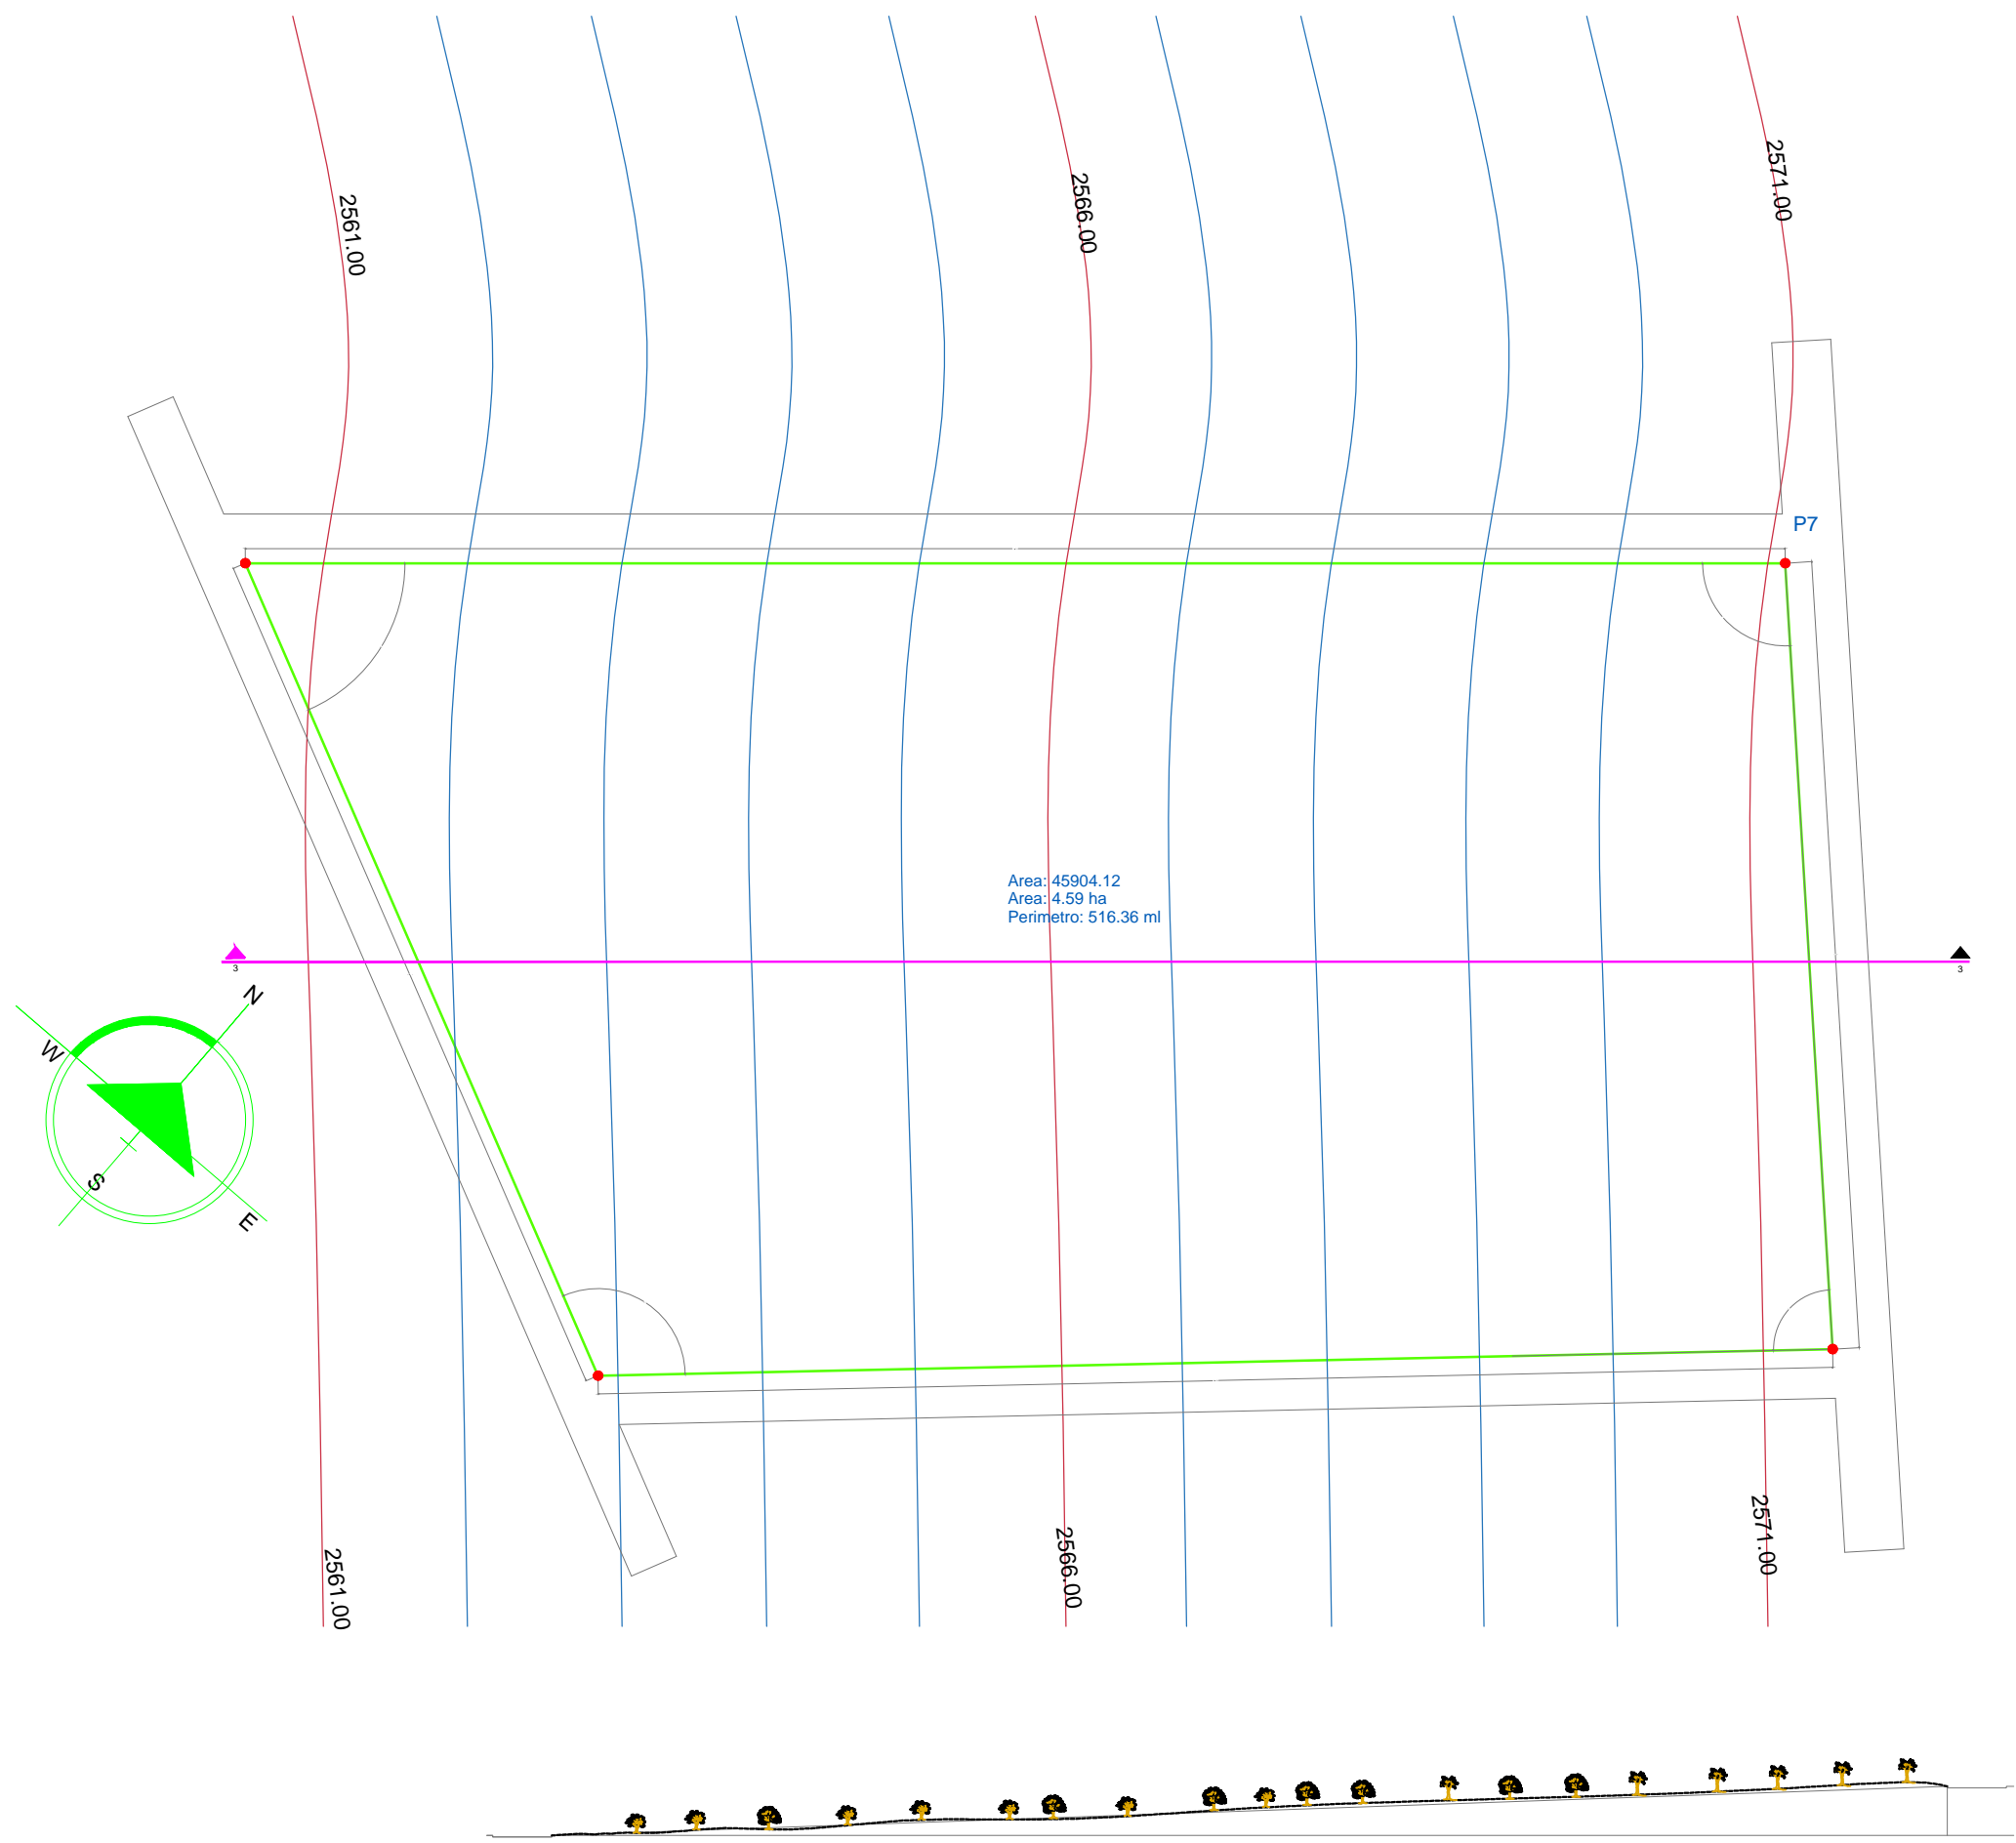 2571.00
2566.00
2561.00
P7
Area: 45904.12
Area: 4.59 ha
Perimetro: 516.36 ml
3
3
N
W
S
E
2571.00
2566.00
2561.00